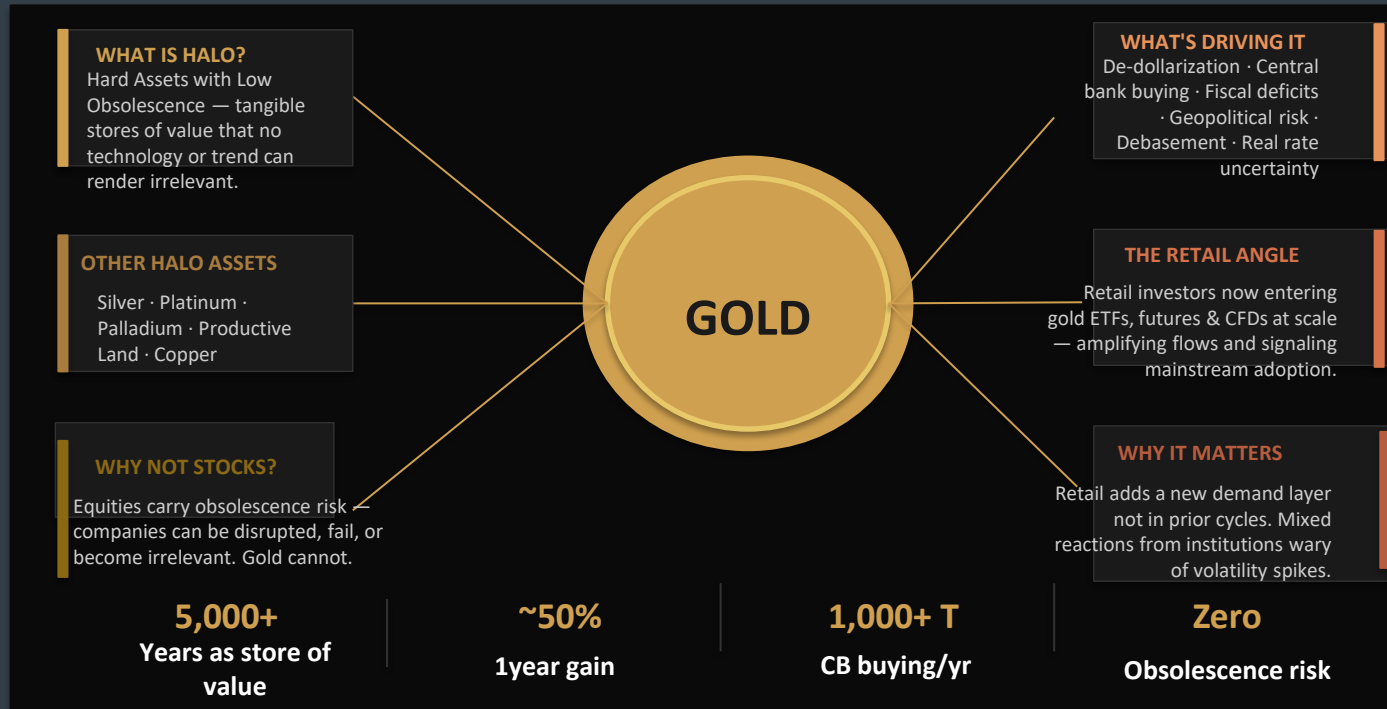 WHAT IS HALO?
Hard Assets with Low
Obsolescence — tangible
stores of value that no
technology or trend can
render irrelevant.
OTHER HALO ASSETS
Silver · Platinum ·
Palladium · Productive
Land · Copper
WHY NOT STOCKS?
Equities carry obsolescence risk —
companies can be disrupted, fail, or
become irrelevant. Gold cannot.
GOLD
WHAT'S DRIVING IT
De-dollarization · Central
bank buying · Fiscal deficits
· Geopolitical risk ·
Debasement · Real rate
uncertainty
THE RETAIL ANGLE
Retail investors now entering
gold ETFs, futures & CFDs at scale
— amplifying flows and signaling
mainstream adoption.
WHY IT MATTERS
Retail adds a new demand layer
not in prior cycles. Mixed
reactions from institutions wary
of volatility spikes.
5,000+
Years as store of
value
~50%
1year gain
1,000+ T
CB buying/yr
Zero
Obsolescence risk